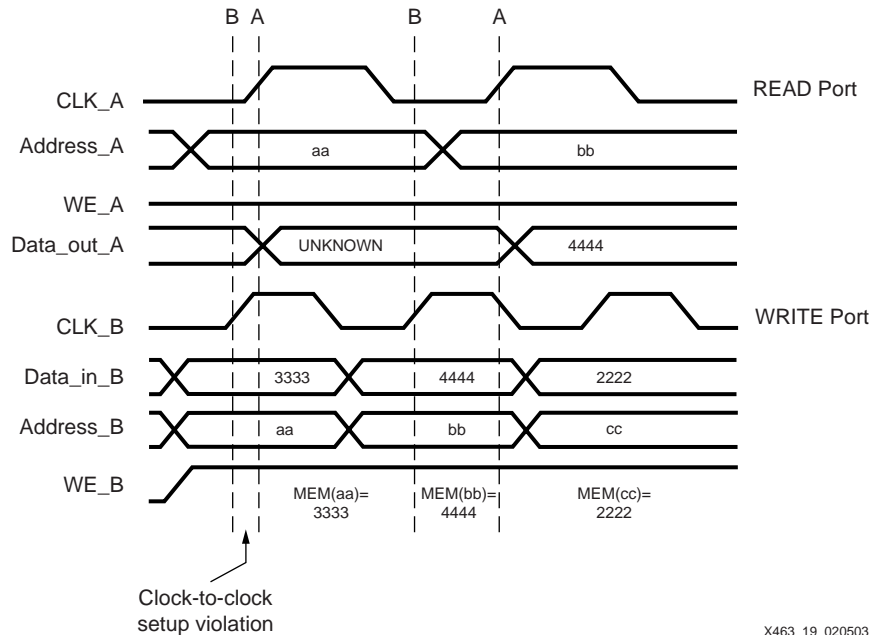 B A B A
CLK_A READ Port
Address_A aa bb
WE_A
Data_out_A UNKNOWN 4444
CLK_B WRITE Port
Data_in_B 3333 4444 2222
Address_B aa bb cc
WE_B
MEM(aa)= MEM(bb)= MEM(cc)=
3333 4444 2222
Clock-to-clock
setup violation
X463_19_020503